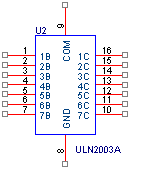 9
U2
COM
1 1B 1C 16
2 2B 2C 15
3 3B 3C 14
4 4B 4C 13
5 5B 5C 12
6 6B 6C 11
7 7B 7C 10
GND
8
ULN2003A